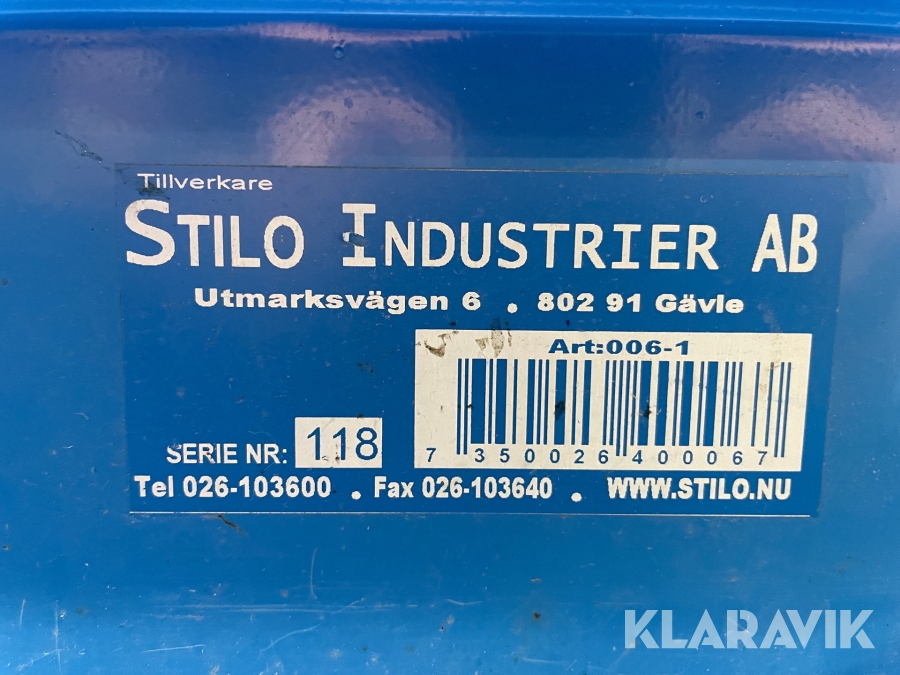 Tillverkare
STILO INDUSTRIER AB
Utmarksvägen 6 . 802 91 Gävle
Art:006-1
7 350026 400067
SERIE NR: 118
Tel 026-103600 . Fax 026-103640 . WWW.STILO.NU
KLARAVIK